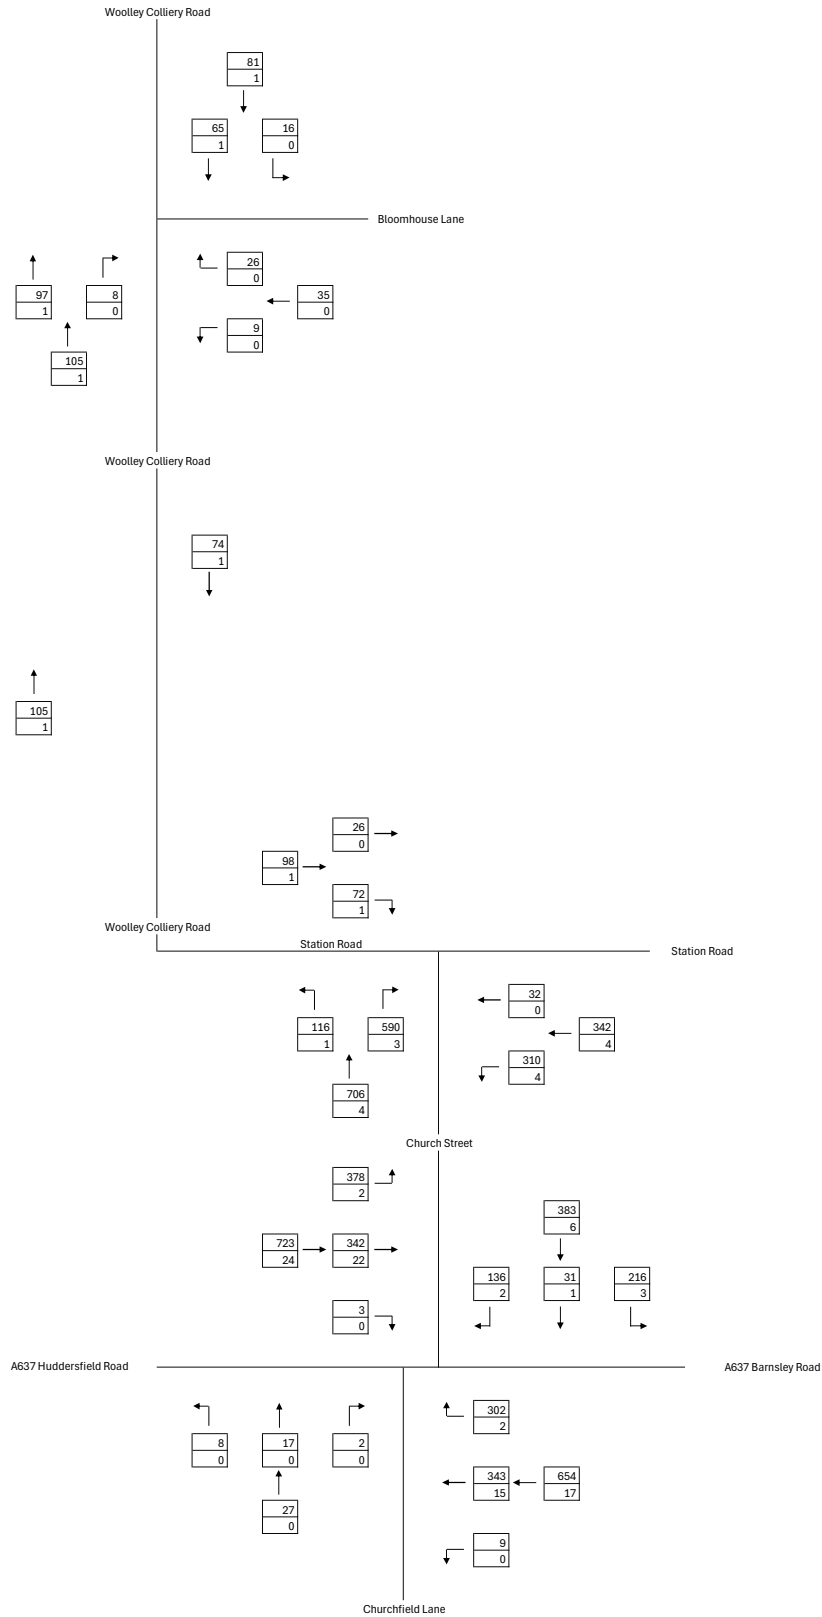 Woolley Colliery Road
81
1
65 16
1 0
Bloomhouse Lane
26
0
97 8 35
1 0 0
9
0
105
1
Woolley Colliery Road
74
1
105
1
26
0
98
1
72
1
Woolley Colliery Road
Station Road
Station Road
32
0
116 590 342
1 3 4
310
4
706
4
Church Street
378
2
383
6
723 342
24 22
136 31 216
2 1 3
3
0
A637 Huddersfield Road A637 Barnsley Road
302
2
8 17 2
0 0 0
343 654
15 17
27
0
9
0
Churchfield Lane